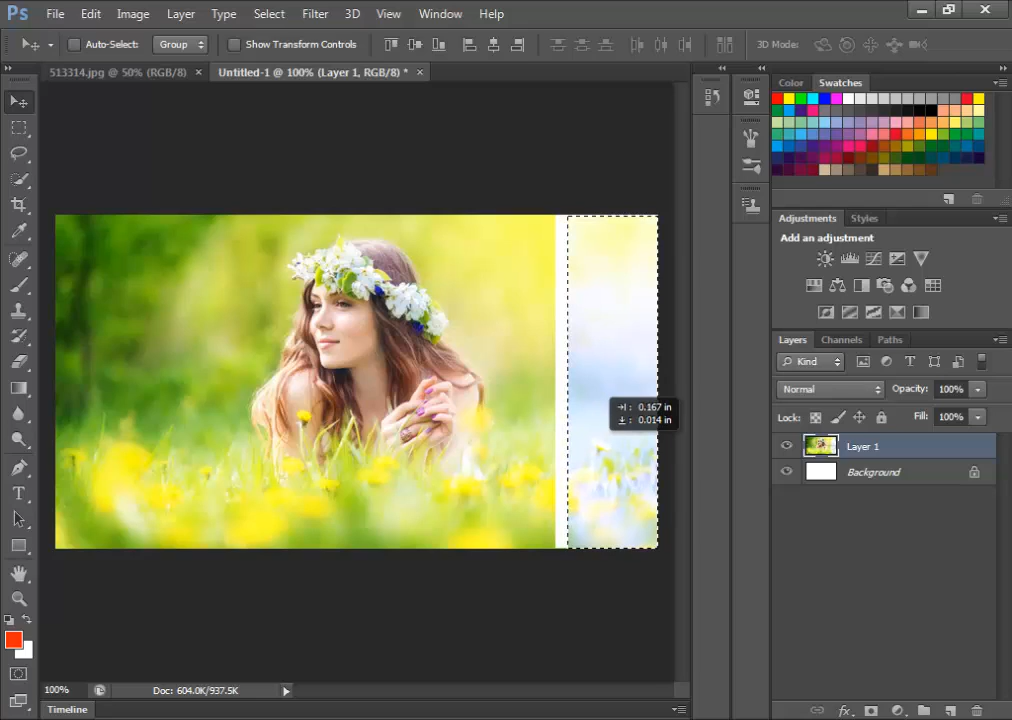 Ps File Edit Image Layer Type Select Filter 3D View Window Help
Auto-Select: Group Show Transform Controls 3D Mode:
513314.jpg @ 50% (RGB/8) × Untitled-1 @ 100% (Layer 1, RGB/8) * ×
Color Swatches
Adjustments Styles
Add an adjustment
Layers Channels Paths
Kind
Normal Opacity: 100%
Lock: Fill: 100%
Layer 1
Background
: 0.167 in
: 0.014 in
100% Doc: 604.0K/937.5K
Timeline